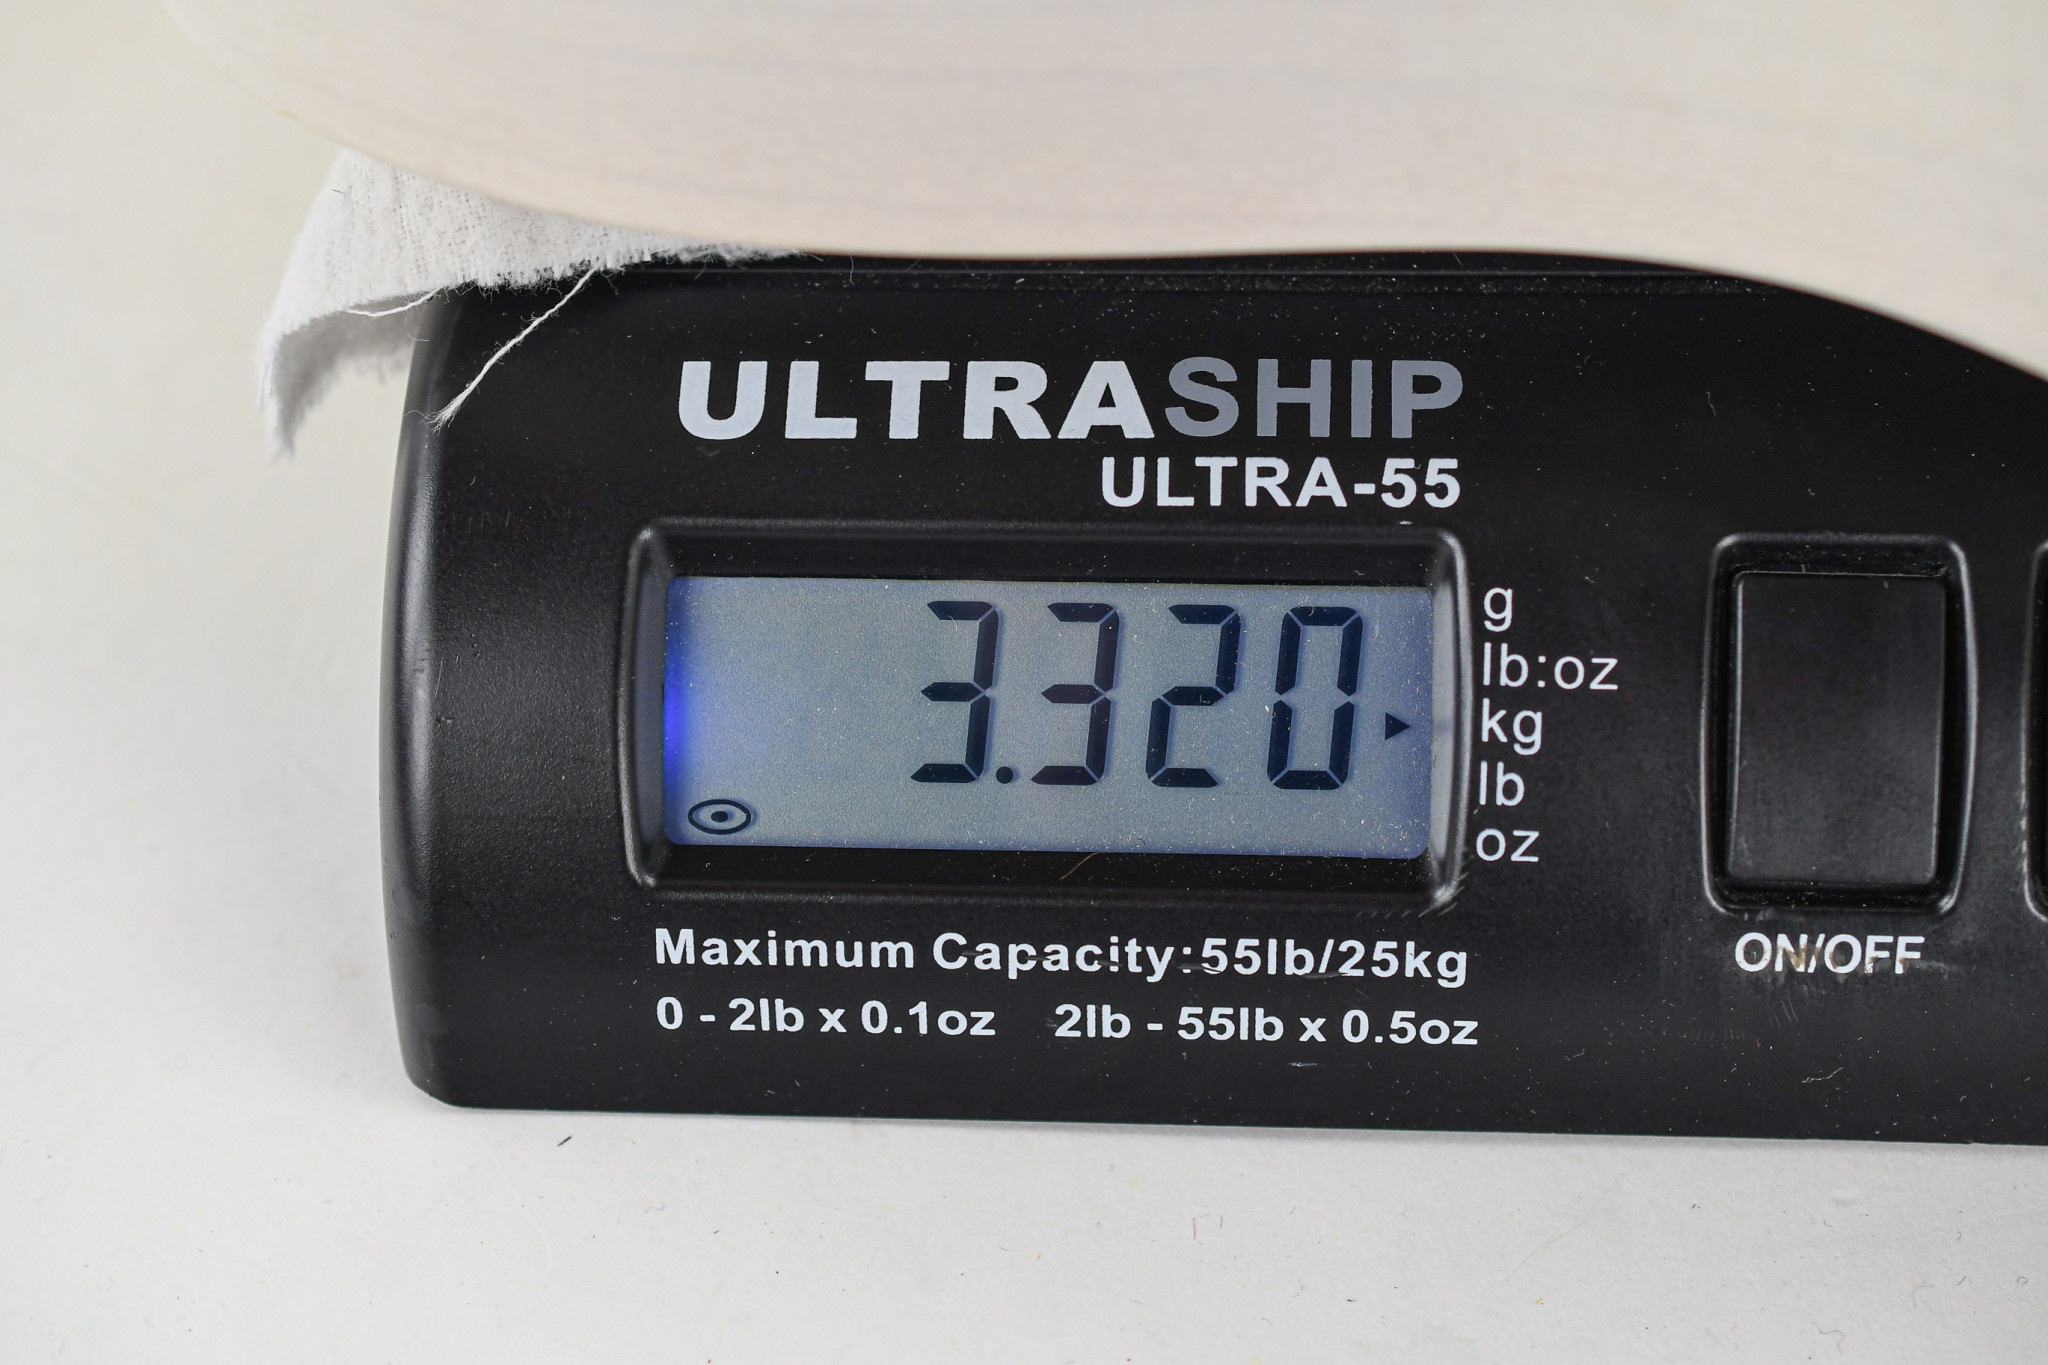 ULTRASHIP
ULTRA-55
3.320
g
lb:oz
kg
lb
oz
ON/OFF
Maximum Capacity:55lb/25kg
0 - 2lb x 0.1oz 2lb - 55lb x 0.5oz